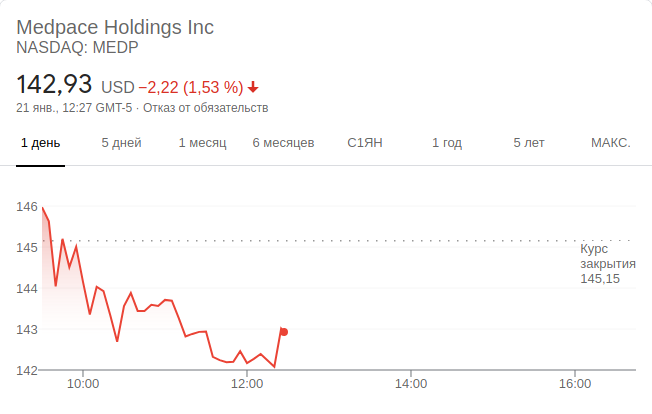 Medpace Holdings Inc
NASDAQ: MEDP
142,93 USD −2,22 (1,53 %)
21 янв., 12:27 GMT-5 · Отказ от обязательств
1 день 5 дней 1 месяц 6 месяцев С1ЯН 1 год 5 лет МАКС.
146
145
Курс
закрытия
145,15
144
143
142
10:00 12:00 14:00 16:00